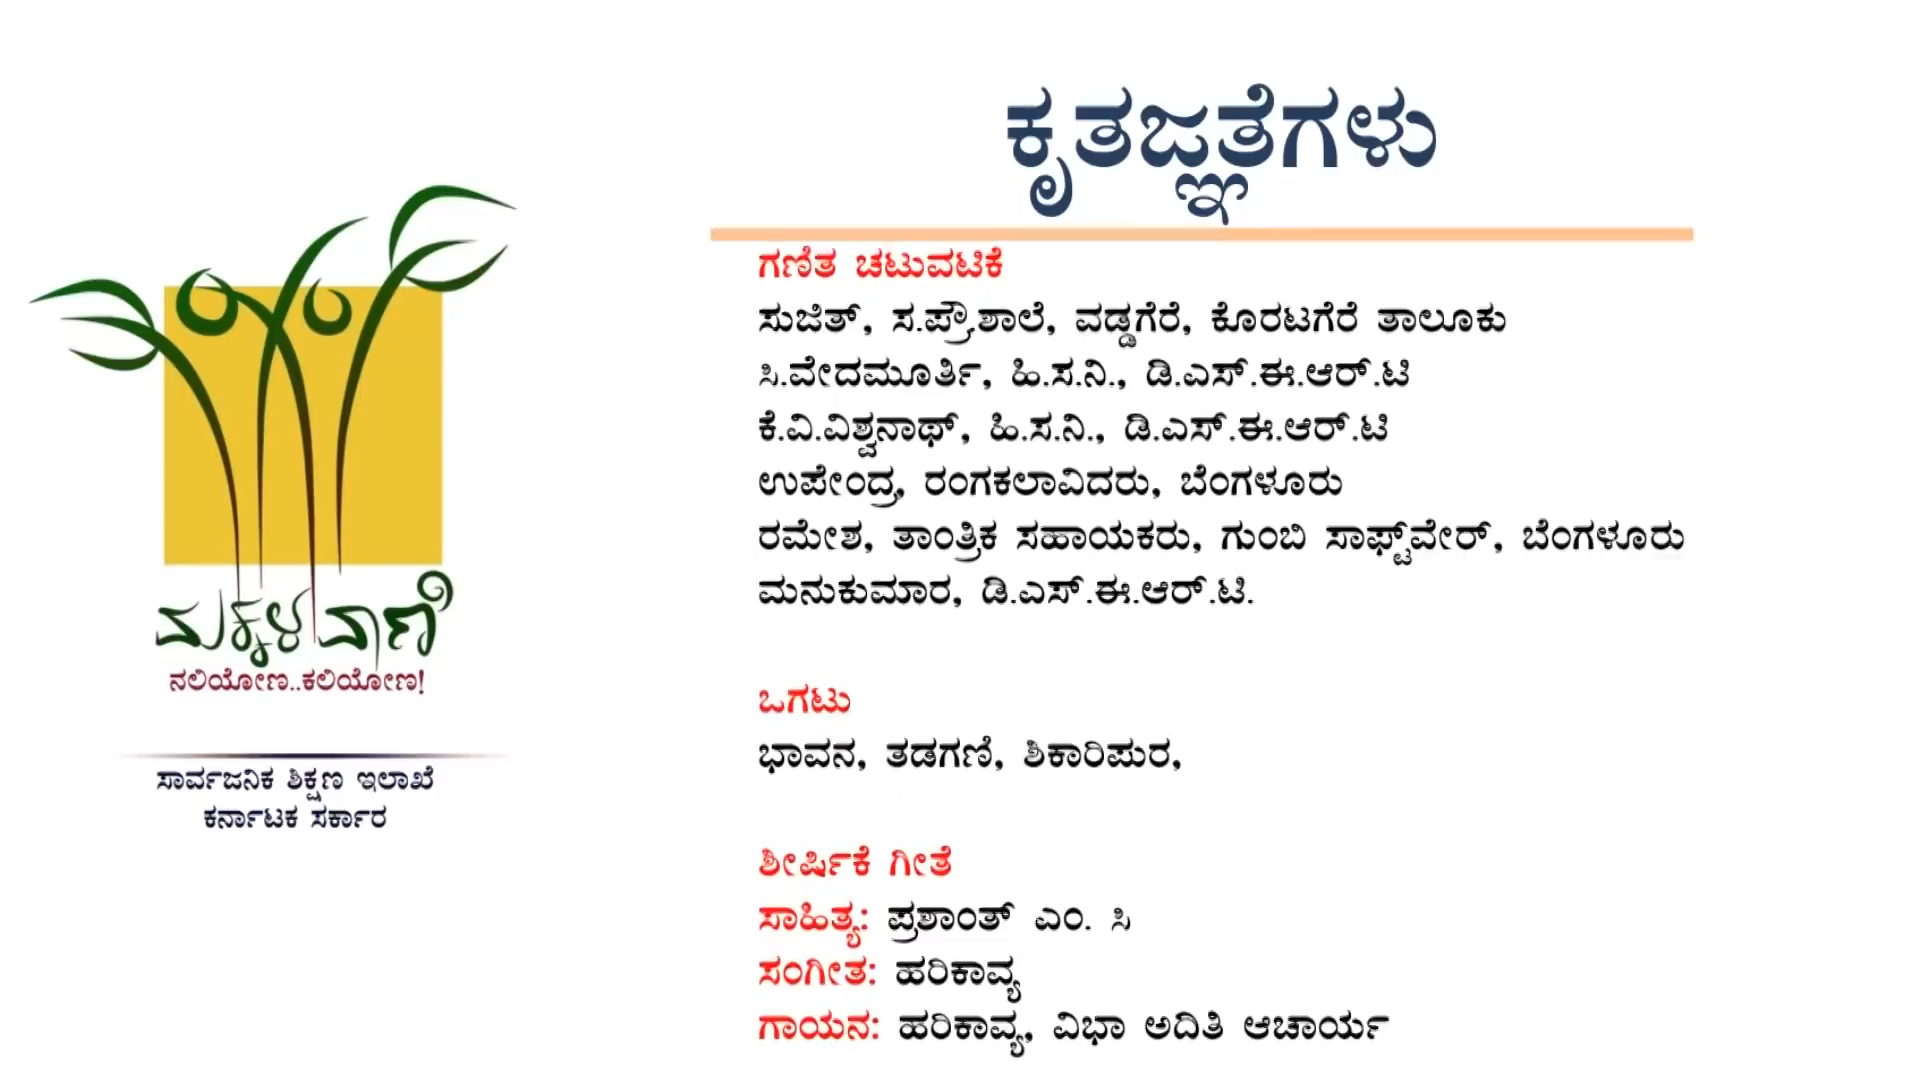 ಕೃತಜ್ಞತೆಗಳು
ಗಣಿತ ಚಟುವಟಿಕೆ
ಸುಜಿತ್, ಸ.ಪ್ರೌ.ಶಾಲೆ, ವಡ್ಡಗೆರೆ, ಕೊರಟಗೆರೆ ತಾಲೂಕು
ಸಿ.ವೇದಮೂರ್ತಿ, ಹಿ.ಸ.ನಿ., ಡಿ.ಎಸ್.ಈ.ಆರ್.ಟಿ
ಕೆ.ವಿ.ವಿಶ್ವನಾಥ್, ಹಿ.ಸ.ನಿ., ಡಿ.ಎಸ್.ಈ.ಆರ್.ಟಿ
ಉಪೇಂದ್ರ, ರಂಗಕಲಾವಿದರು, ಬೆಂಗಳೂರು
ರಮೇಶ, ತಾಂತ್ರಿಕ ಸಹಾಯಕರು, ಗುಂಬಿ ಸಾಫ್ಟ್‌ವೇರ್, ಬೆಂಗಳೂರು
ಮನುಕುಮಾರ, ಡಿ.ಎಸ್.ಈ.ಆರ್.ಟಿ.
ಒಗಟು
ಭಾವನ, ತಡಗಣಿ, ಶಿಕಾರಿಪುರ,
ಶೀರ್ಷಿಕೆ ಗೀತೆ
ಸಾಹಿತ್ಯ: ಪ್ರಶಾಂತ್ ಎಂ. ಸಿ
ಸಂಗೀತ: ಹರಿಕಾವ್ಯ
ಗಾಯನ: ಹರಿಕಾವ್ಯ, ವಿಭಾ ಅದಿತಿ ಆಚಾರ್ಯ
ಮಕ್ಕಳ ವಾಣಿ
ನಲಿಯೋಣ..ಕಲಿಯೋಣ!
ಸಾರ್ವಜನಿಕ ಶಿಕ್ಷಣ ಇಲಾಖೆ
ಕರ್ನಾಟಕ ಸರ್ಕಾರ